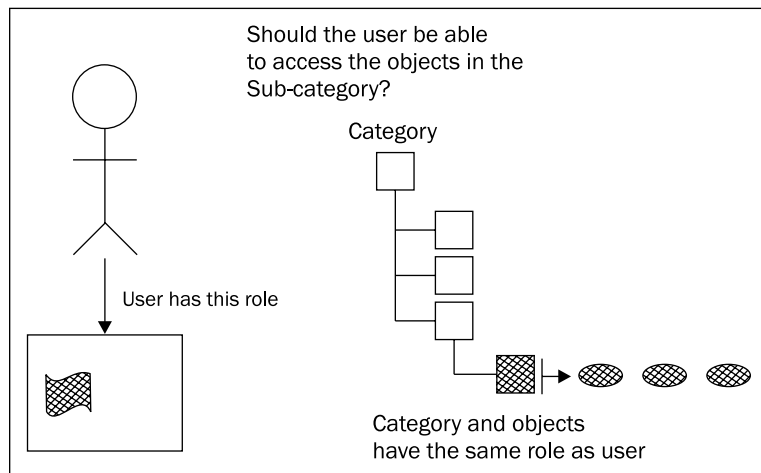 Should the user be able
to access the objects in the
Sub-category?
Category
User has this role
Category and objects
have the same role as user